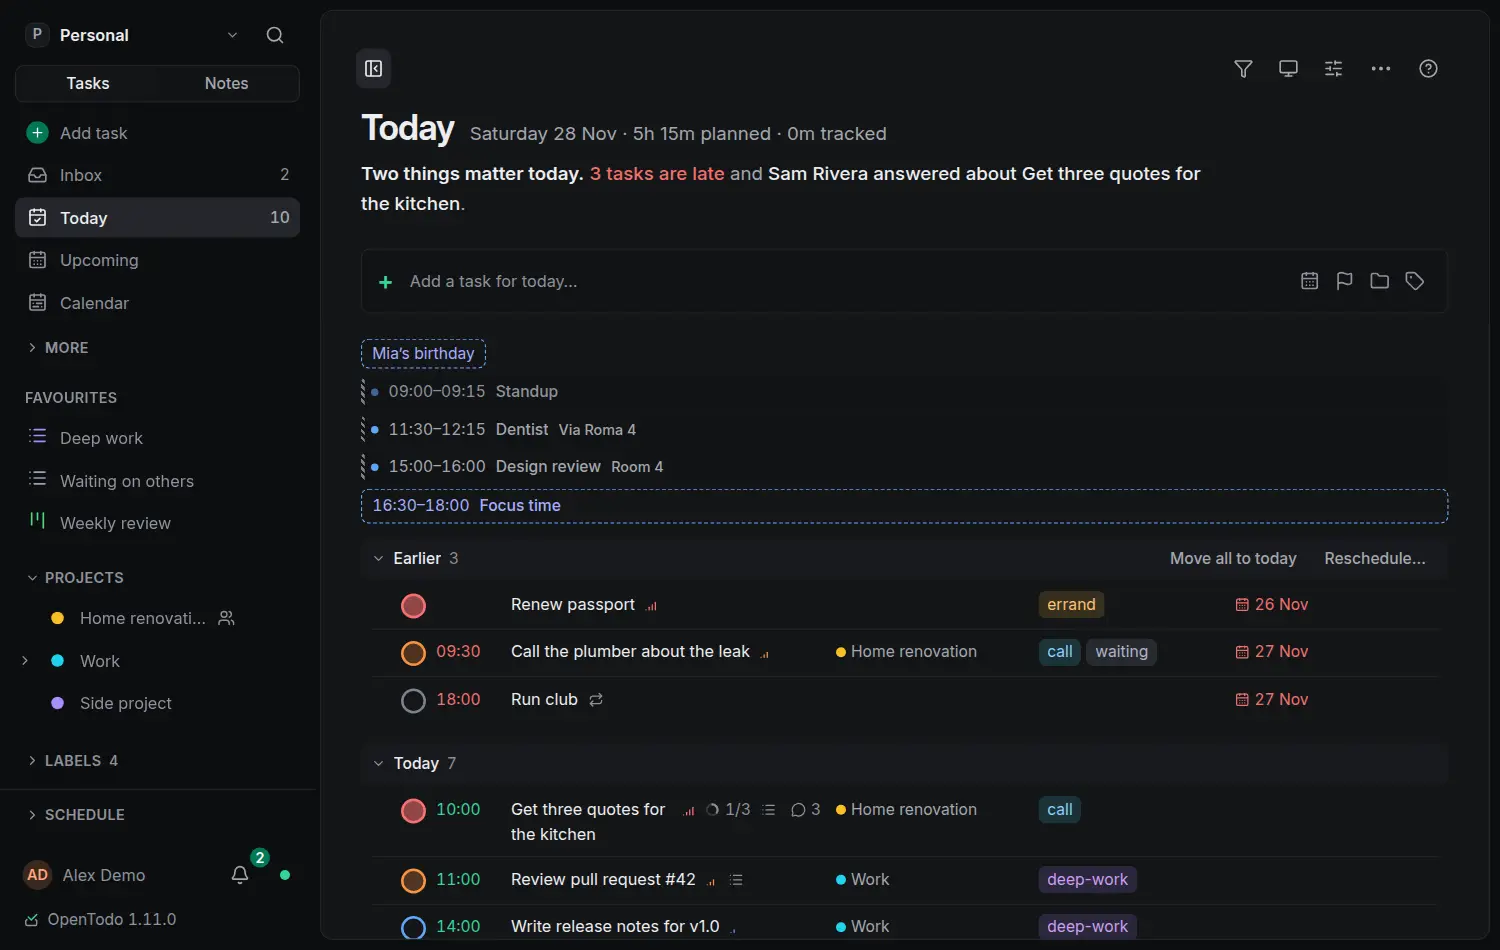 P Personal
Tasks Notes
Add task
Inbox 2
Today 10
Upcoming
Calendar
MORE
FAVOURITES
Deep work
Waiting on others
Weekly review
PROJECTS
Home renovati...
Work
Side project
LABELS 4
SCHEDULE
AD Alex Demo 2
OpenTodo 1.11.0
Today Saturday 28 Nov · 5h 15m planned · 0m tracked
Two things matter today. 3 tasks are late and Sam Rivera answered about Get three quotes for
the kitchen.
Add a task for today...
Mia's birthday
09:00–09:15 Standup
11:30–12:15 Dentist Via Roma 4
15:00–16:00 Design review Room 4
16:30–18:00 Focus time
Earlier 3 Move all to today Reschedule...
Renew passport errand 26 Nov
09:30 Call the plumber about the leak Home renovation call waiting 27 Nov
18:00 Run club 27 Nov
Today 7
10:00 Get three quotes for 1/3 3 Home renovation call
the kitchen
11:00 Review pull request #42 Work deep-work
14:00 Write release notes for v1.0 Work deep-work